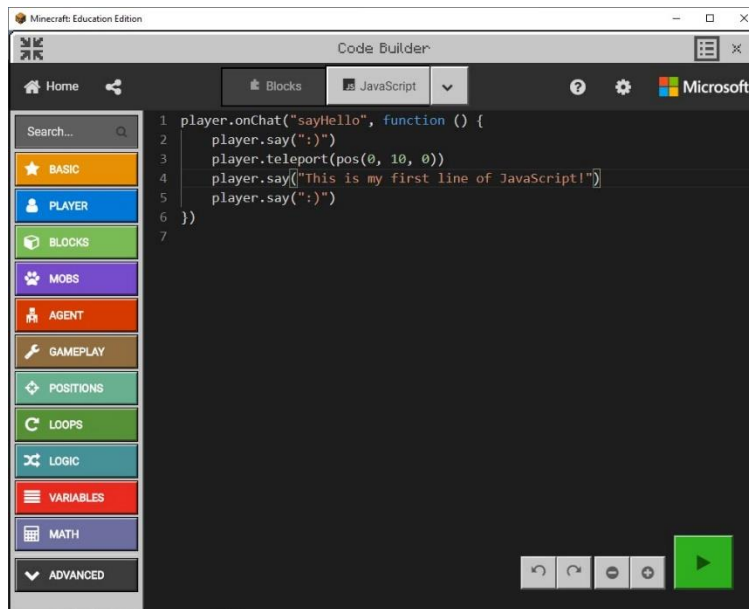 Minecraft: Education Edition
Code Builder
Home
Blocks
JavaScript
Microsoft
Search...
BASIC
PLAYER
BLOCKS
MOBS
AGENT
GAMEPLAY
POSITIONS
LOOPS
LOGIC
VARIABLES
MATH
ADVANCED
1 player.onChat("sayHello", function () {
2     player.say(":)")
3     player.teleport(pos(0, 10, 0))
4     player.say("This is my first line of JavaScript!")
5     player.say(":)")
6 })
7